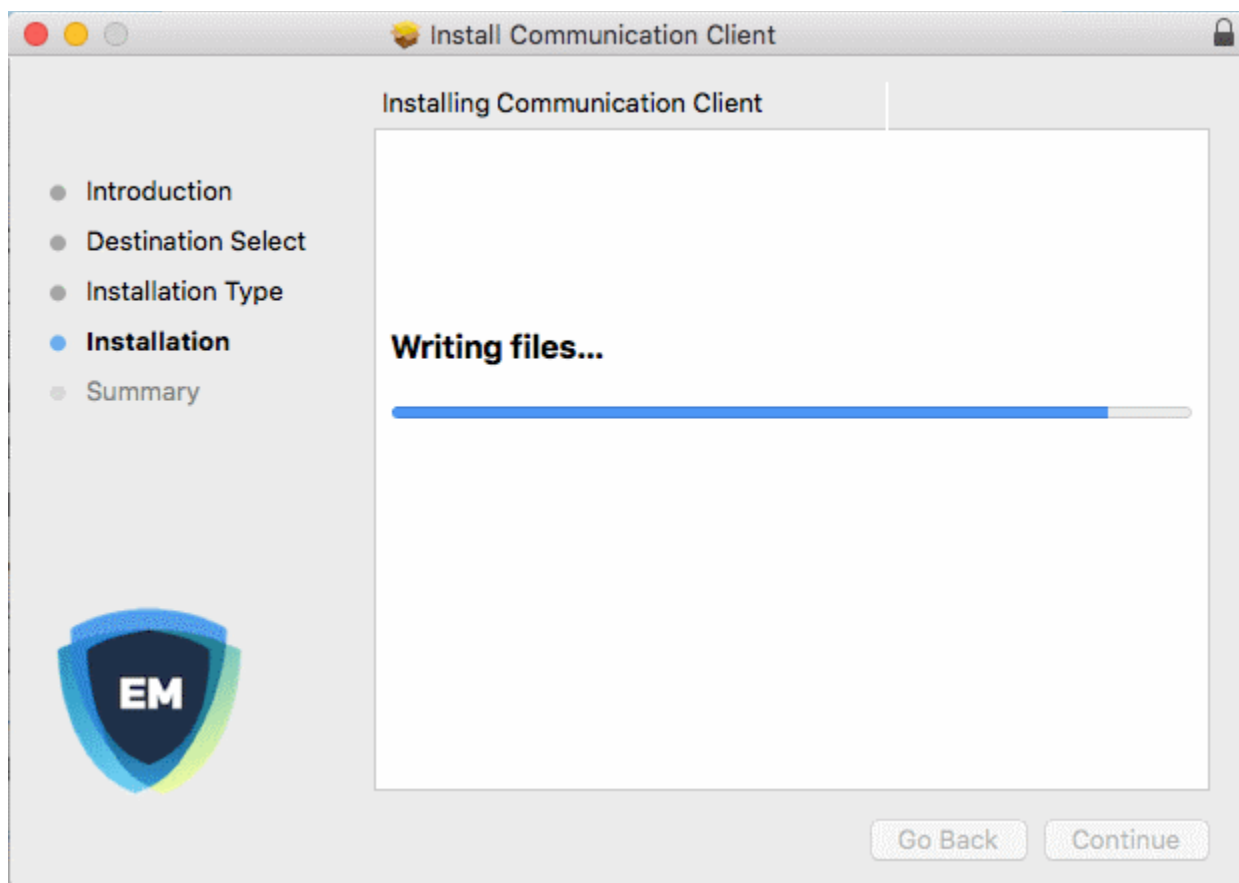 Install Communication Client
Installing Communication Client
Introduction
Destination Select
Installation Type
Installation
Summary
Writing files...
EM
Go Back
Continue